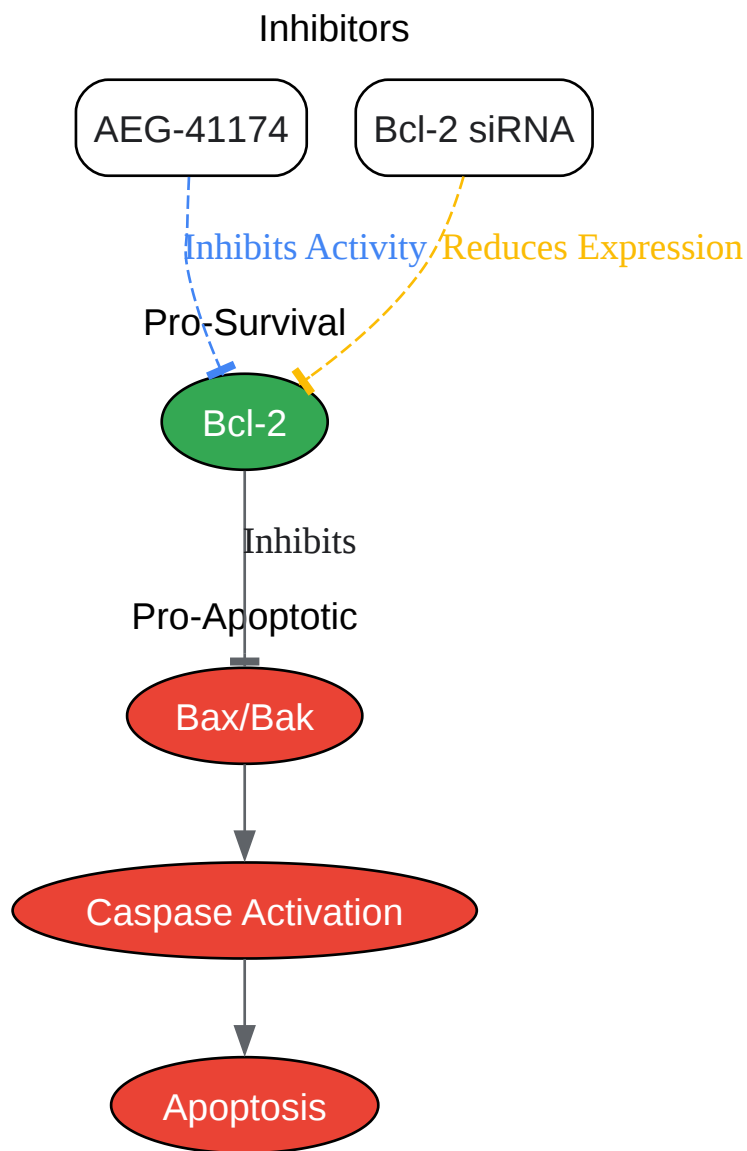 Inhibitors
AEG-41174
Bcl-2 siRNA
Inhibits Activity
Reduces Expression
Pro-Survival
Bcl-2
Inhibits
Pro-Apoptotic
Bax/Bak
Caspase Activation
Apoptosis